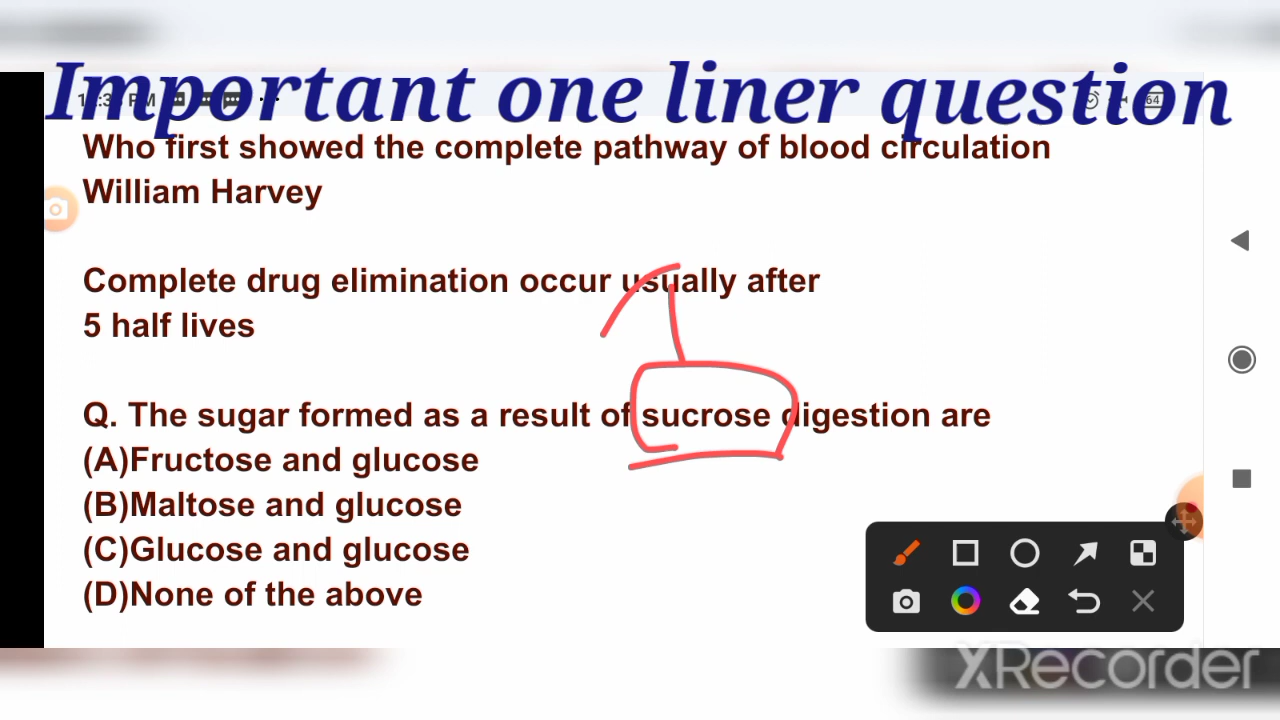 Important one liner question
Who first showed the complete pathway of blood circulation
William Harvey
Complete drug elimination occur usually after
5 half lives
Q. The sugar formed as a result of sucrose digestion are
(A)Fructose and glucose
(B)Maltose and glucose
(C)Glucose and glucose
(D)None of the above
64
XRecorder